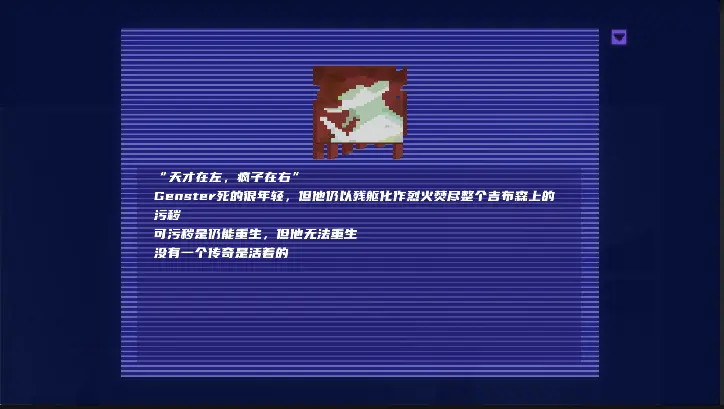 “天才在左，疯子在右”
Genster死的很年轻，但他仍以残躯化作烈火焚尽整个吉布森上的
污秽
可污秽是仍能重生，但他无法重生
没有一个传奇是活着的